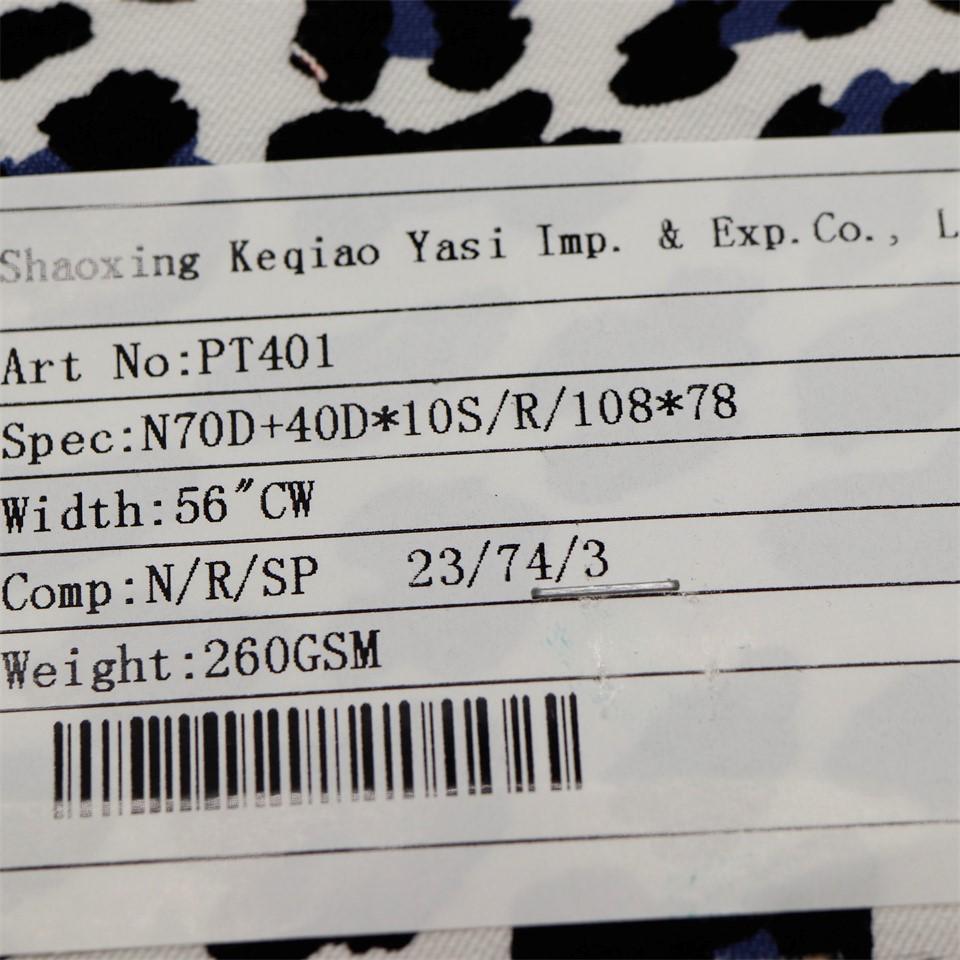 Shaoxing Keqiao Yasi Imp. & Exp.Co., L
Art No:PT401
Spec:N70D+40D*10S/R/108*78
Width:56"CW
Comp:N/R/SP 23/74/3
Weight:260GSM